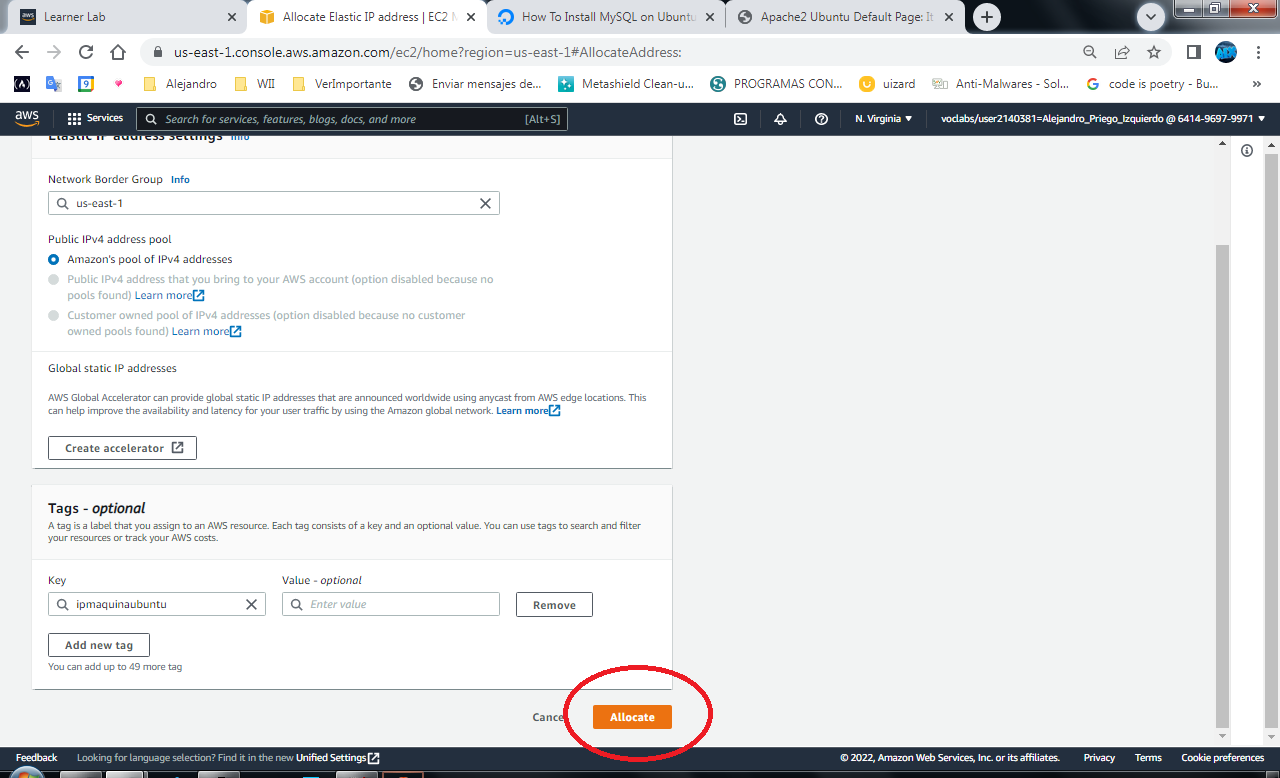 aws Learner Lab
Allocate Elastic IP address | EC2 M
How To Install MySQL on Ubuntu
Apache2 Ubuntu Default Page: It
us-east-1.console.aws.amazon.com/ec2/home?region=us-east-1#AllocateAddress:
9
Alejandro
WII
VerImportante
Enviar mensajes de...
Metashield Clean-u...
PROGRAMAS CON...
uizard
Anti-Malwares - Sol...
G code is poetry - Bu...
»
aws
Services
Search for services, features, blogs, docs, and more
[Alt+S]
N. Virginia
voclabs/user2140381=Alejandro_Priego_Izquierdo @ 6414-9697-9971
Elastic IP address settings Info
Network Border Group Info
us-east-1
Public IPv4 address pool
Amazon's pool of IPv4 addresses
Public IPv4 address that you bring to your AWS account (option disabled because no
pools found) Learn more
Customer owned pool of IPv4 addresses (option disabled because no customer
owned pools found) Learn more
Global static IP addresses
AWS Global Accelerator can provide global static IP addresses that are announced worldwide using anycast from AWS edge locations. This
can help improve the availability and latency for your user traffic by using the Amazon global network. Learn more
Create accelerator
Tags - optional
A tag is a label that you assign to an AWS resource. Each tag consists of a key and an optional value. You can use tags to search and filter
your resources or track your AWS costs.
Key
Value - optional
ipmaquinaubuntu
Enter value
Remove
Add new tag
You can add up to 49 more tag
Cance
Allocate
Feedback
Looking for language selection? Find it in the new Unified Settings
© 2022, Amazon Web Services, Inc. or its affiliates.
Privacy
Terms
Cookie preferences